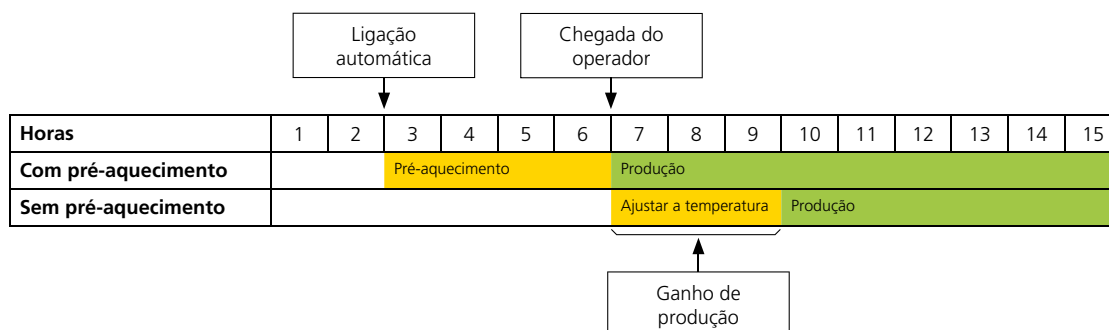 Ligação
automática
Chegada do
operador
Horas 1 2 3 4 5 6 7 8 9 10 11 12 13 14 15
Com pré-aquecimento Pré-aquecimento Produção
Sem pré-aquecimento Ajustar a temperatura Produção
Ganho de
produção